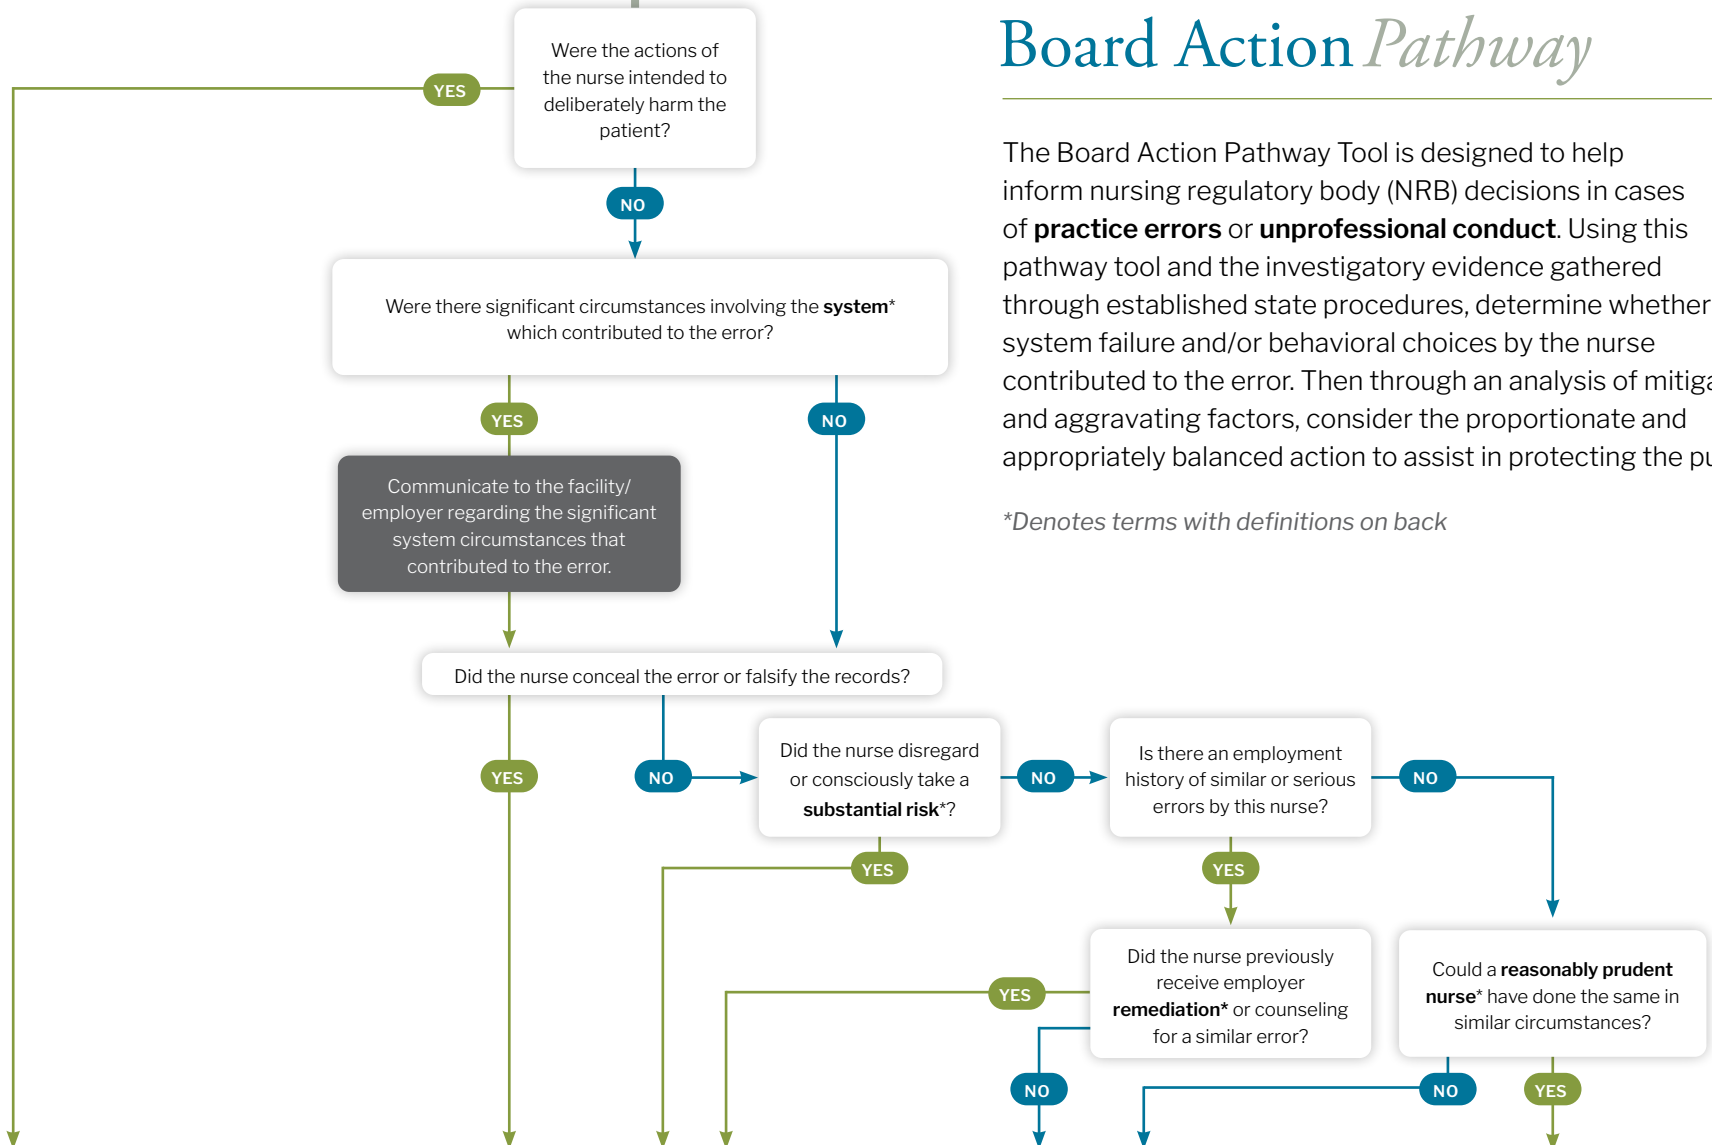 Board Action Pathway
The Board Action Pathway Tool is designed to help
inform nursing regulatory body (NRB) decisions in cases
of practice errors or unprofessional conduct. Using this
pathway tool and the investigatory evidence gathered
through established state procedures, determine whether
system failure and/or behavioral choices by the nurse
contributed to the error. Then through an analysis of
and aggravating factors, consider the proportionate and
appropriately balanced action to assist in protecting the
*Denotes terms with definitions on back
Were the actions of
the nurse intended to
deliberately harm the
patient?
YES
NO
Were there significant circumstances involving the system*
which contributed to the error?
YES
NO
Communicate to the facility/
employer regarding the significant
system circumstances that
contributed to the error.
Did the nurse conceal the error or falsify the records?
YES
NO
Did the nurse disregard
or consciously take a
substantial risk*?
NO
YES
Is there an employment
history of similar or serious
errors by this nurse?
NO
YES
Did the nurse previously
receive employer
remediation* or counseling
for a similar error?
YES
NO
Could a reasonably prudent
nurse* have done the same in
similar circumstances?
NO
YES